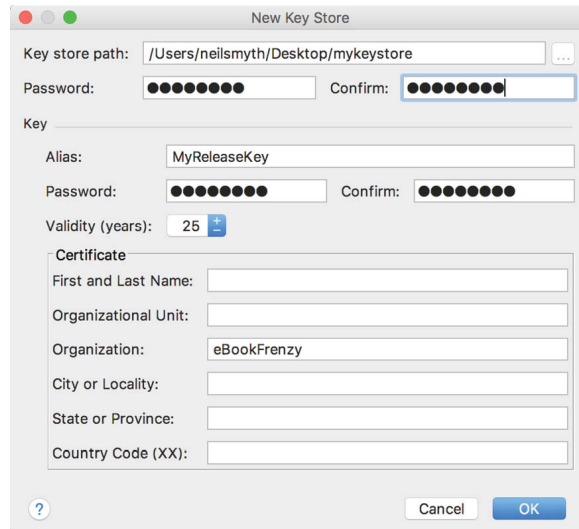 New Key Store
Key store path: /Users/neilsmyth/Desktop/mykeystore ...
Password: ●●●●●●●● Confirm: ●●●●●●●●
Key
Alias: MyReleaseKey
Password: ●●●●●●●● Confirm: ●●●●●●●●
Validity (years): 25 + −
Certificate
First and Last Name:
Organizational Unit:
Organization: eBookFrenzy
City or Locality:
State or Province:
Country Code (XX):
? Cancel OK